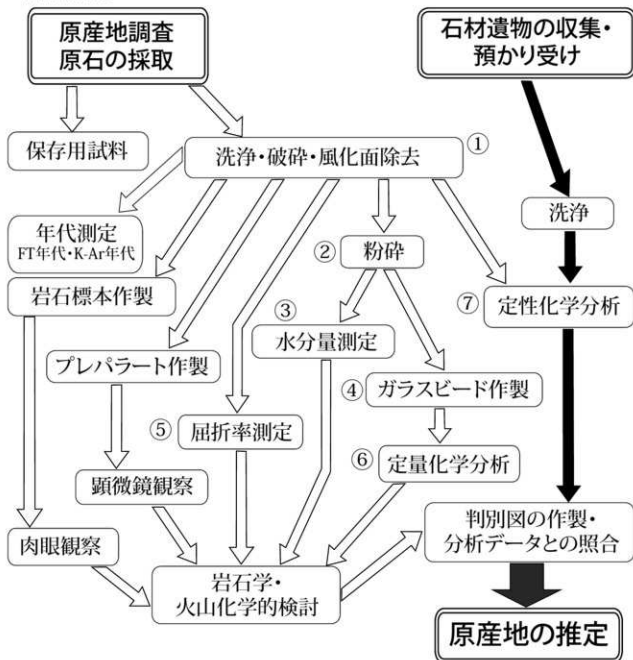 原産地調査
原石の採取
石材遺物の収集・
預かり受け
保存用試料
洗浄・破砕・風化面除去
①
年代測定
FT年代・K-Ar年代
洗浄
②
粉砕
岩石標本作製
⑦
定性化学分析
③
水分量測定
プレパラート作製
④
ガラスビード作製
⑤
屈折率測定
⑥
定量化学分析
顕微鏡観察
肉眼観察
判別図の作製・
分析データとの照合
岩石学・
火山化学的検討
原産地の推定